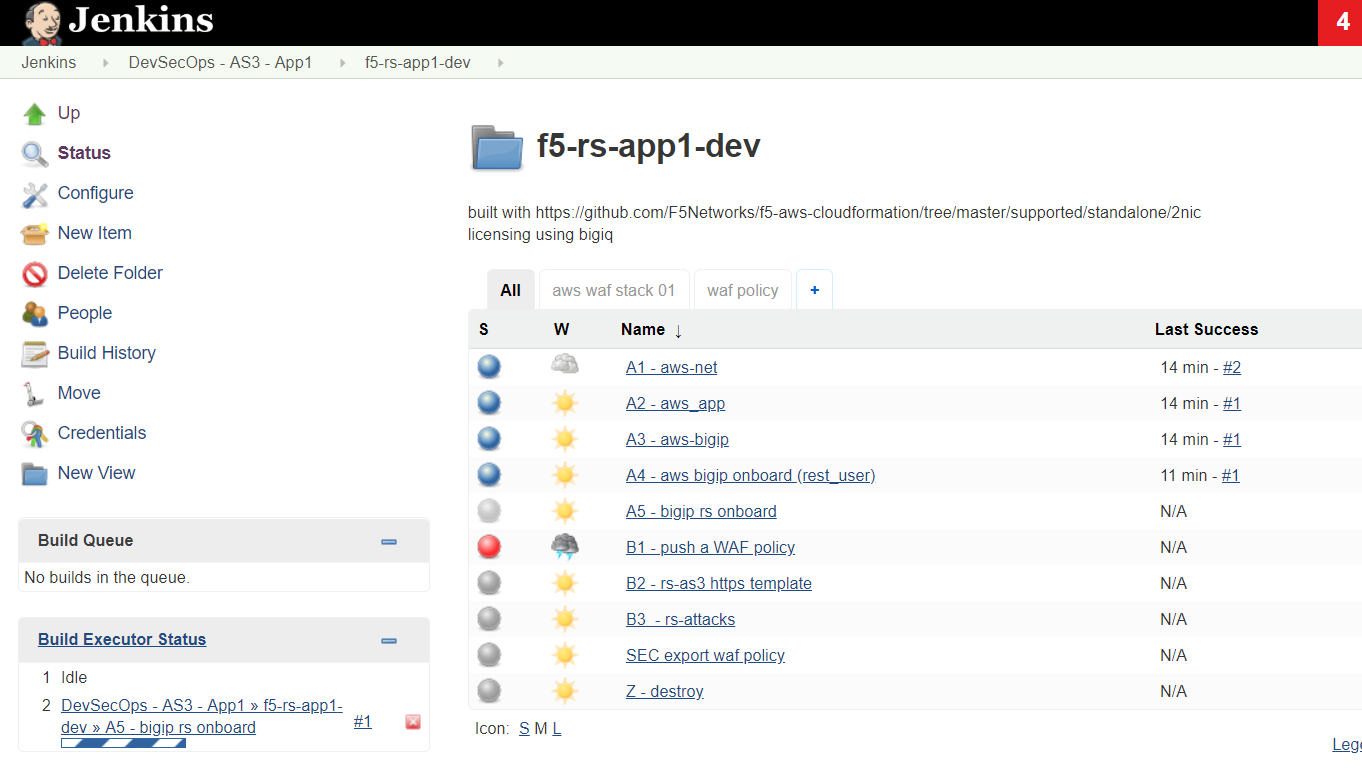 Jenkins
4
Jenkins DevSecOps - AS3 - App1 f5-rs-app1-dev
Up
Status
Configure
New Item
Delete Folder
People
Build History
Move
Credentials
New View
Build Queue
No builds in the queue.
Build Executor Status
1 Idle
2 DevSecOps - AS3 - App1 » f5-rs-app1-
dev » A5 - bigip rs onboard #1
f5-rs-app1-dev
built with https://github.com/F5Networks/f5-aws-cloudformation/tree/master/supported/standalone/2nic
licensing using bigiq
All aws waf stack 01 waf policy +
S W Name ↓ Last Success
A1 - aws-net 14 min - #2
A2 - aws_app 14 min - #1
A3 - aws-bigip 14 min - #1
A4 - aws bigip onboard (rest_user) 11 min - #1
A5 - bigip rs onboard N/A
B1 - push a WAF policy N/A
B2 - rs-as3 https template N/A
B3 - rs-attacks N/A
SEC export waf policy N/A
Z - destroy N/A
Icon: S M L